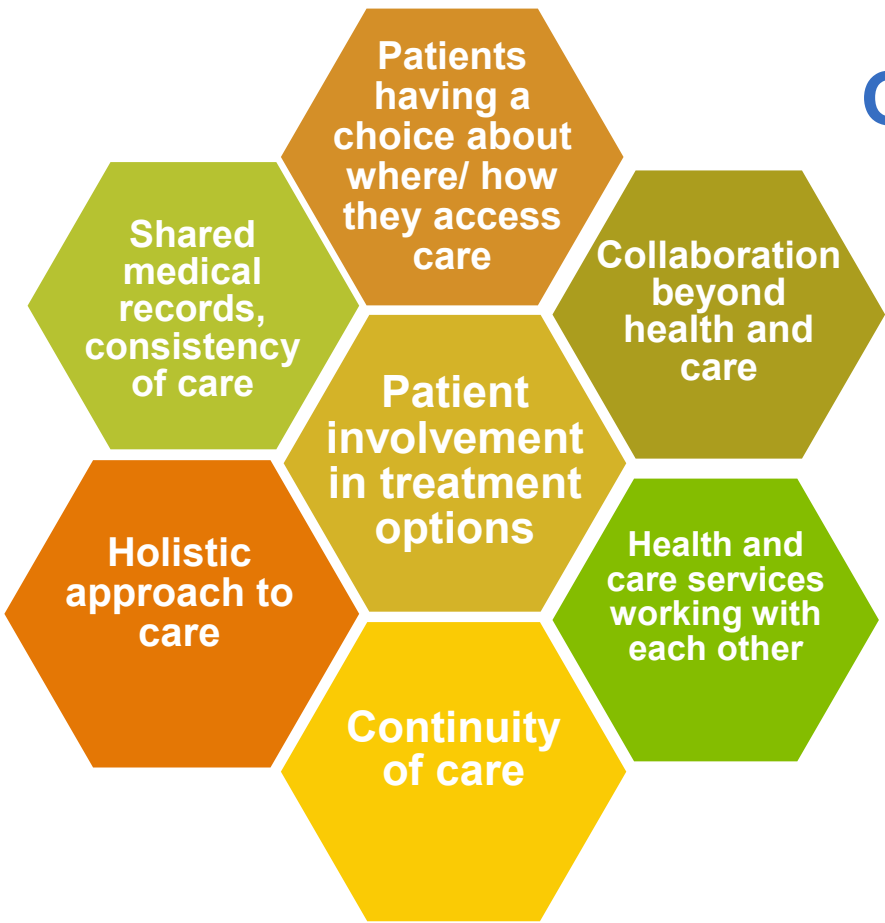 Patients
having a
choice about
where/ how
they access
care
Shared
medical
records,
consistency
of care
Collaboration
beyond
health and
care
Patient
involvement
in treatment
options
Holistic
approach to
care
Health and
care services
working with
each other
Continuity
of care